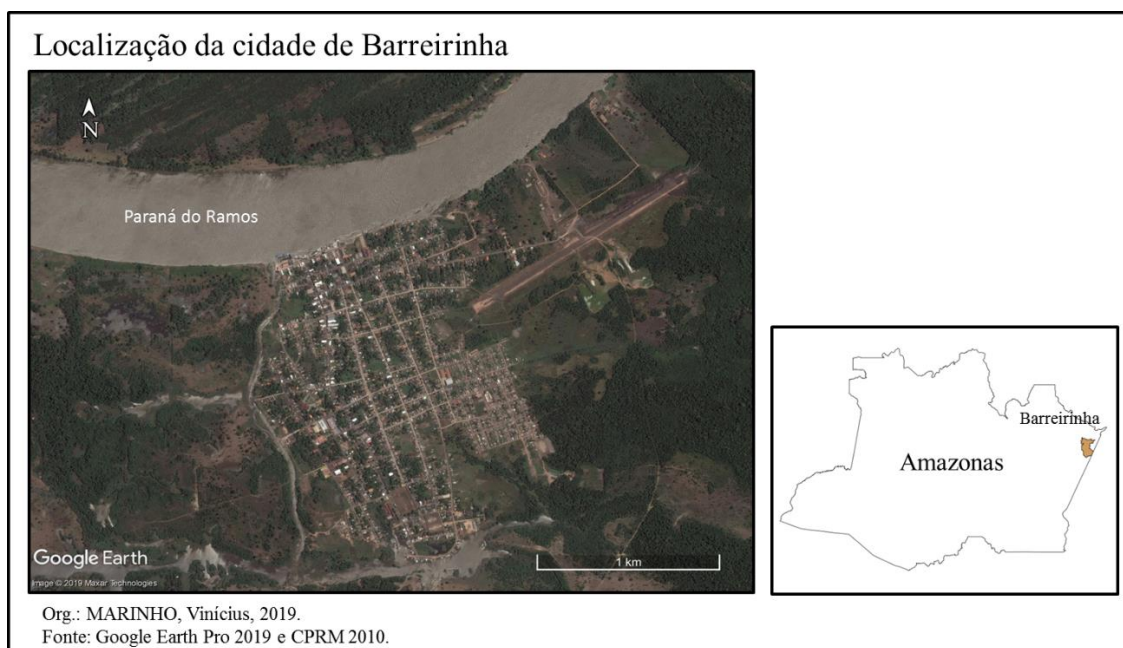 Localização da cidade de Barreirinha
N
Paraná do Ramos
Google Earth
Image © 2019 Maxar Technologies
1 km
Barreirinha
Amazonas
Org.: MARINHO, Vinícius, 2019.
Fonte: Google Earth Pro 2019 e CPRM 2010.